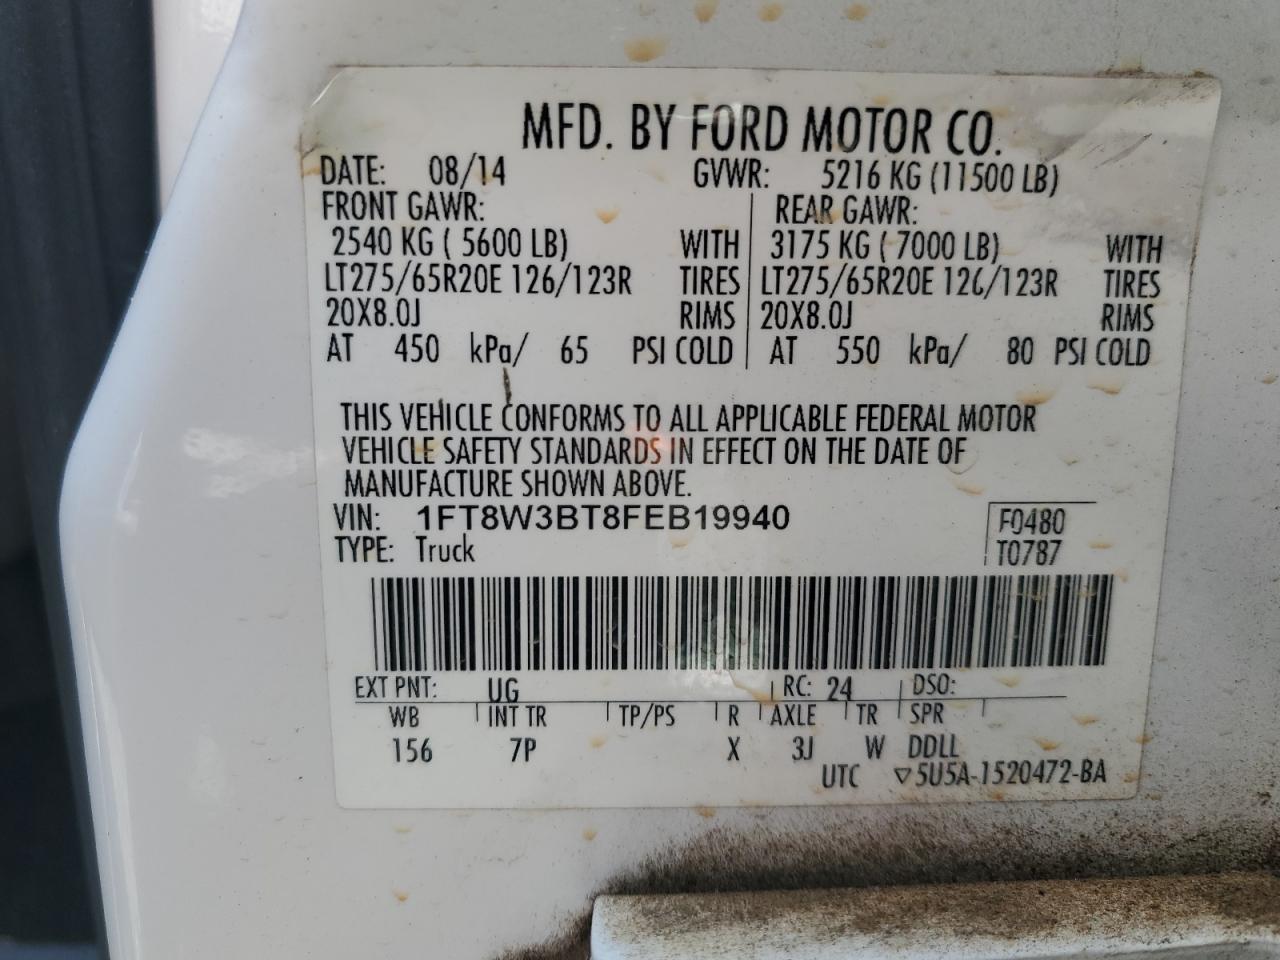 MFD. BY FORD MOTOR CO.
DATE: 08/14 GVWR: 5216 KG (11500 LB)
FRONT GAWR: REAR GAWR:
2540 KG ( 5600 LB) WITH 3175 KG ( 7000 LB) WITH
LT275/65R20E 126/123R TIRES LT275/65R20E 126/123R TIRES
20X8.0J RIMS 20X8.0J RIMS
AT 450 kPa/ 65 PSI COLD AT 550 kPa/ 80 PSI COLD
THIS VEHICLE CONFORMS TO ALL APPLICABLE FEDERAL MOTOR
VEHICLE SAFETY STANDARDS IN EFFECT ON THE DATE OF
MANUFACTURE SHOWN ABOVE.
VIN: 1FT8W3BT8FEB19940 F0480
TYPE: Truck T0787
EXT PNT: UG RC: 24 DSO:
WB INT TR TP/PS R AXLE TR SPR
156 7P X 3J W DDLL
UTC ▽5U5A-1520472-BA